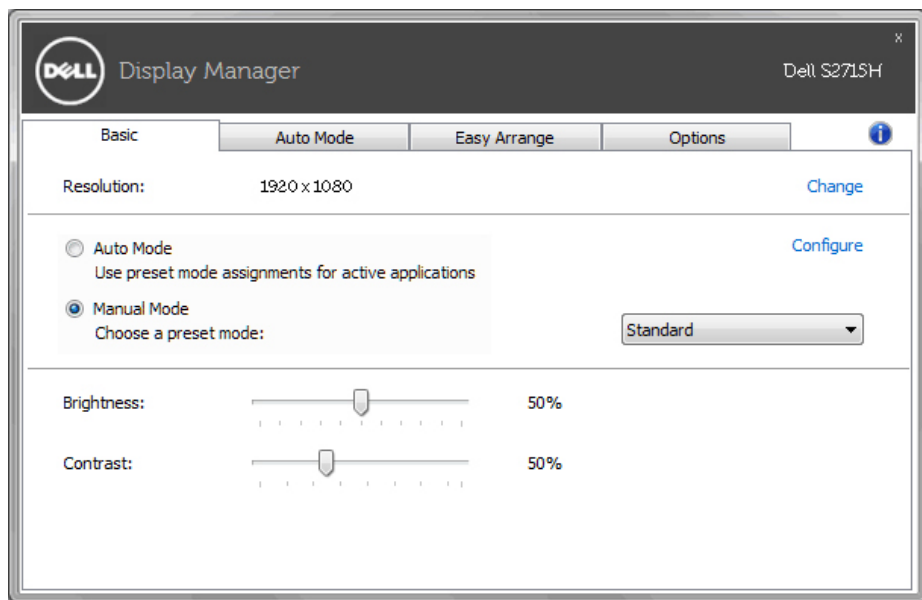 x
DELL Display Manager
Dell S2715H
Basic Auto Mode Easy Arrange Options i
Resolution: 1920 x 1080 Change
Auto Mode Configure
Use preset mode assignments for active applications
Manual Mode
Choose a preset mode: Standard
Brightness: 50%
Contrast: 50%